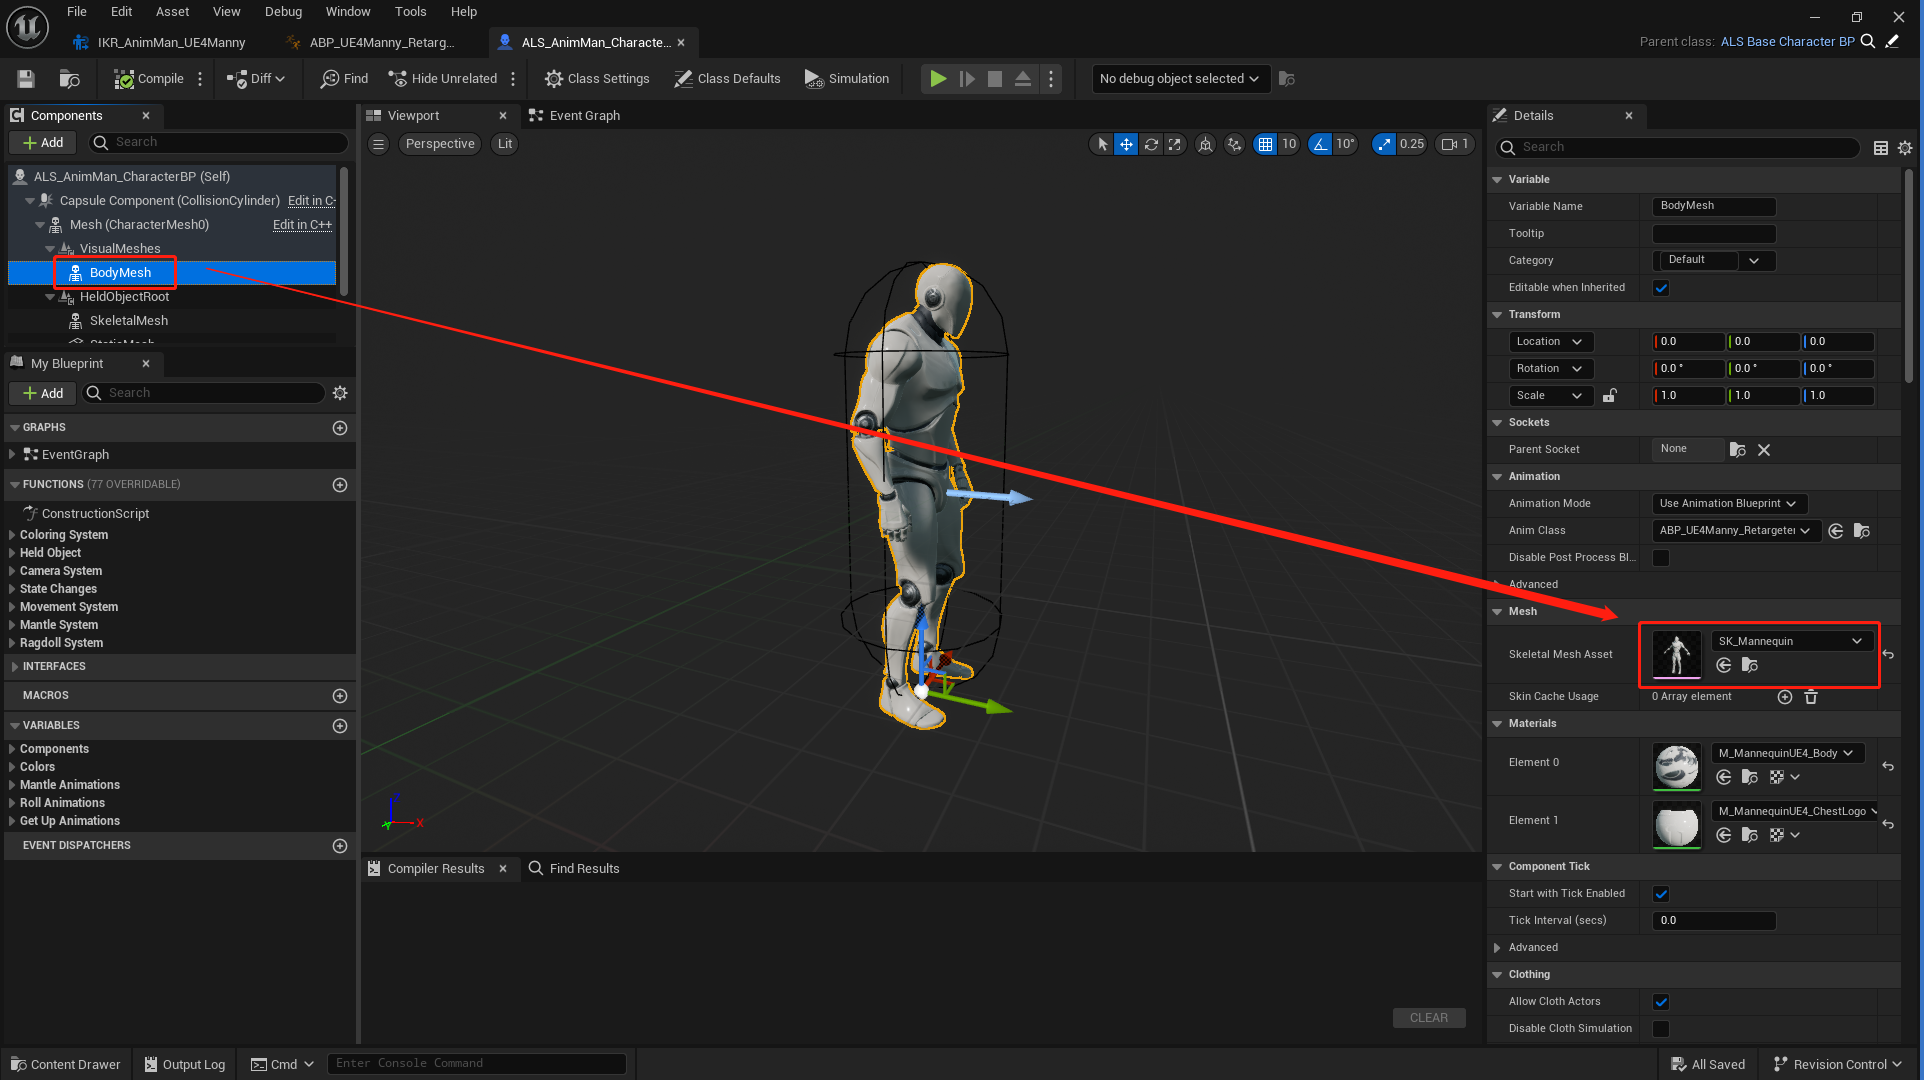 File Edit Asset View Debug Window Tools Help
IKR_AnimMan_UE4Manny
ABP_UE4Manny_Retarg...
ALS_AnimMan_Characte...
Parent class: ALS Base Character BP
Compile
Diff
Find
Hide Unrelated
Class Settings
Class Defaults
Simulation
No debug object selected
Components
Add
Search
ALS_AnimMan_CharacterBP (Self)
Capsule Component (CollisionCylinder) Edit in C-
Mesh (CharacterMesh0) Edit in C++
VisualMeshes
BodyMesh
HeldObjectRoot
SkeletalMesh
My Blueprint
Add
Search
GRAPHS
EventGraph
FUNCTIONS (77 OVERRIDABLE)
ConstructionScript
Coloring System
Held Object
Camera System
State Changes
Movement System
Mantle System
Ragdoll System
INTERFACES
MACROS
VARIABLES
Components
Colors
Mantle Animations
Roll Animations
Get Up Animations
EVENT DISPATCHERS
Viewport
Event Graph
Perspective
Lit
10
10°
0.25
1
Z
X
Y
Compiler Results
Find Results
CLEAR
Details
Search
Variable
Variable Name BodyMesh
Tooltip
Category Default
Editable when Inherited
Transform
Location 0.0 0.0 0.0
Rotation 0.0 ° 0.0 ° 0.0 °
Scale 1.0 1.0 1.0
Sockets
Parent Socket None
Animation
Animation Mode Use Animation Blueprint
Anim Class ABP_UE4Manny_Retargeter
Disable Post Process Bl...
Advanced
Mesh
Skeletal Mesh Asset SK_Mannequin
Skin Cache Usage 0 Array element
Materials
Element 0 M_MannequinUE4_Body
Element 1 M_MannequinUE4_ChestLogo
Component Tick
Start with Tick Enabled
Tick Interval (secs) 0.0
Advanced
Clothing
Allow Cloth Actors
Disable Cloth Simulation
Content Drawer
Output Log
Cmd
Enter Console Command
All Saved
Revision Control